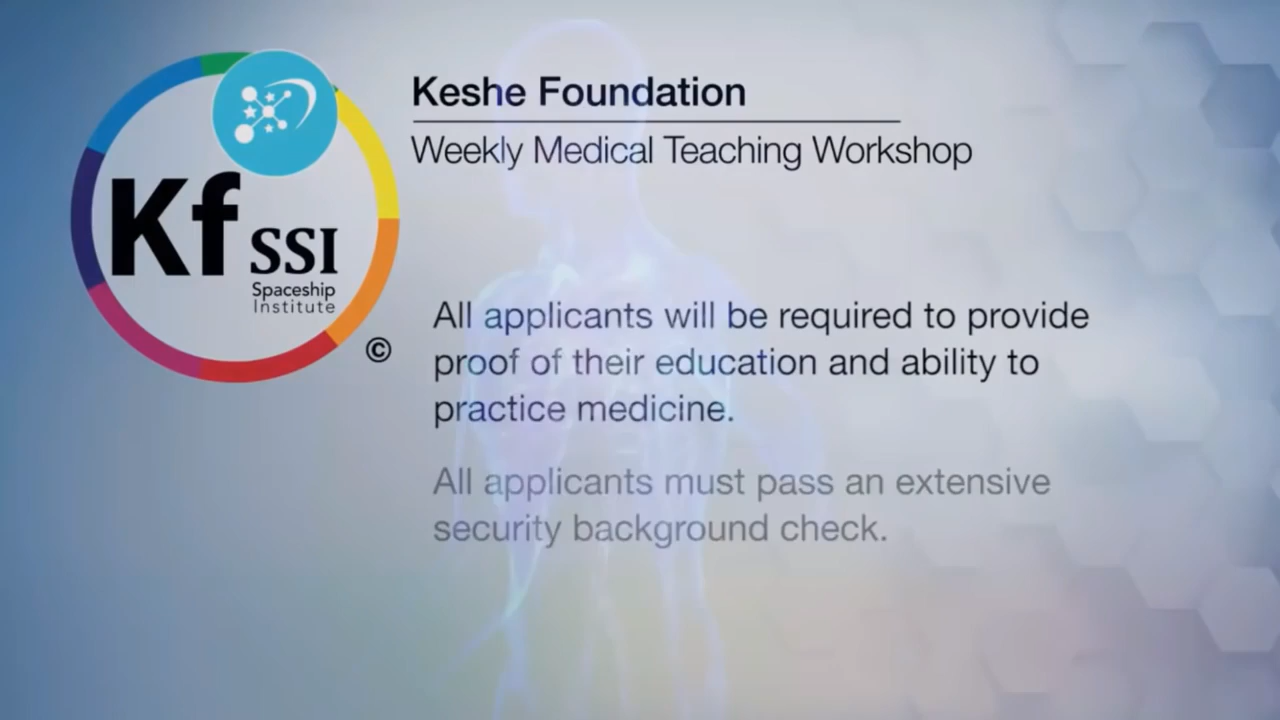 Keshe Foundation
Weekly Medical Teaching Workshop
Kf SSI
Spaceship
Institute
©
All applicants will be required to provide
proof of their education and ability to
practice medicine.
All applicants must pass an extensive
security background check.